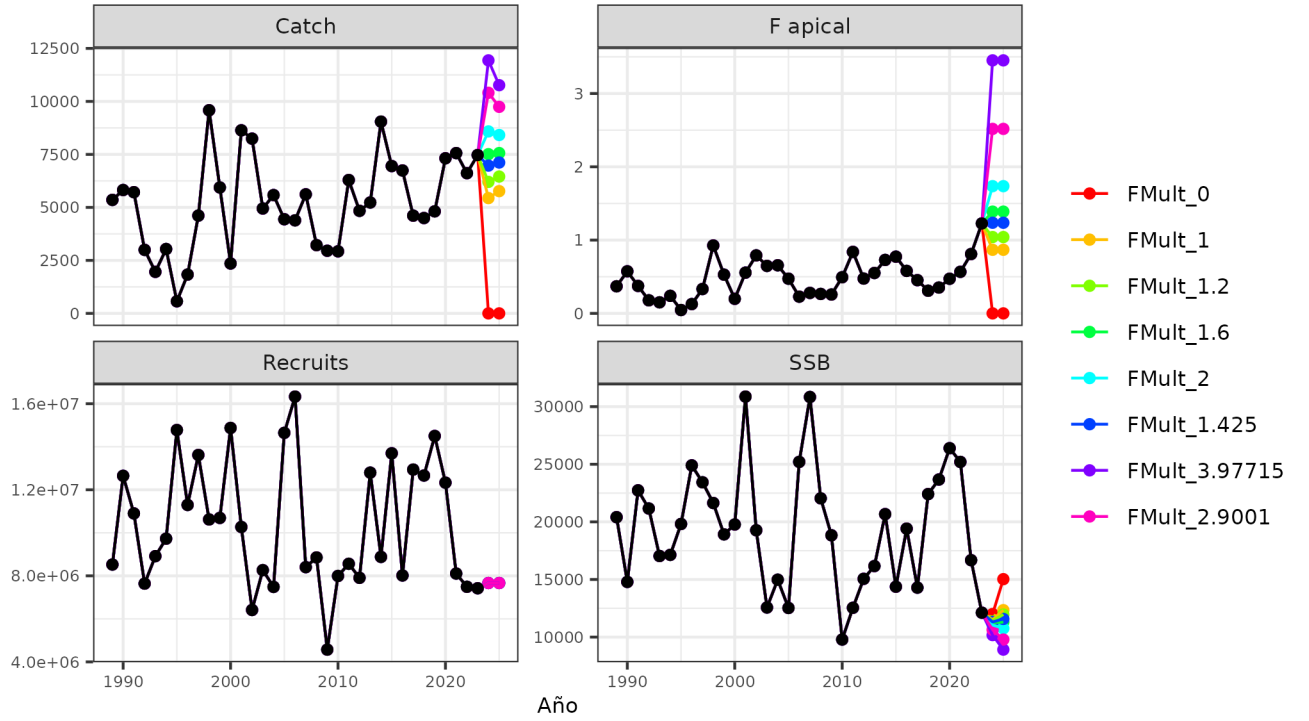 Catch
12500
10000
7500
5000
2500
0
F apical
3
2
1
0
Recruits
1.6e+07
1.2e+07
8.0e+06
4.0e+06
1990
2000
2010
2020
SSB
30000
25000
20000
15000
10000
1990
2000
2010
2020
Año
FMult_0
FMult_1
FMult_1.2
FMult_1.6
FMult_2
FMult_1.425
FMult_3.97715
FMult_2.9001